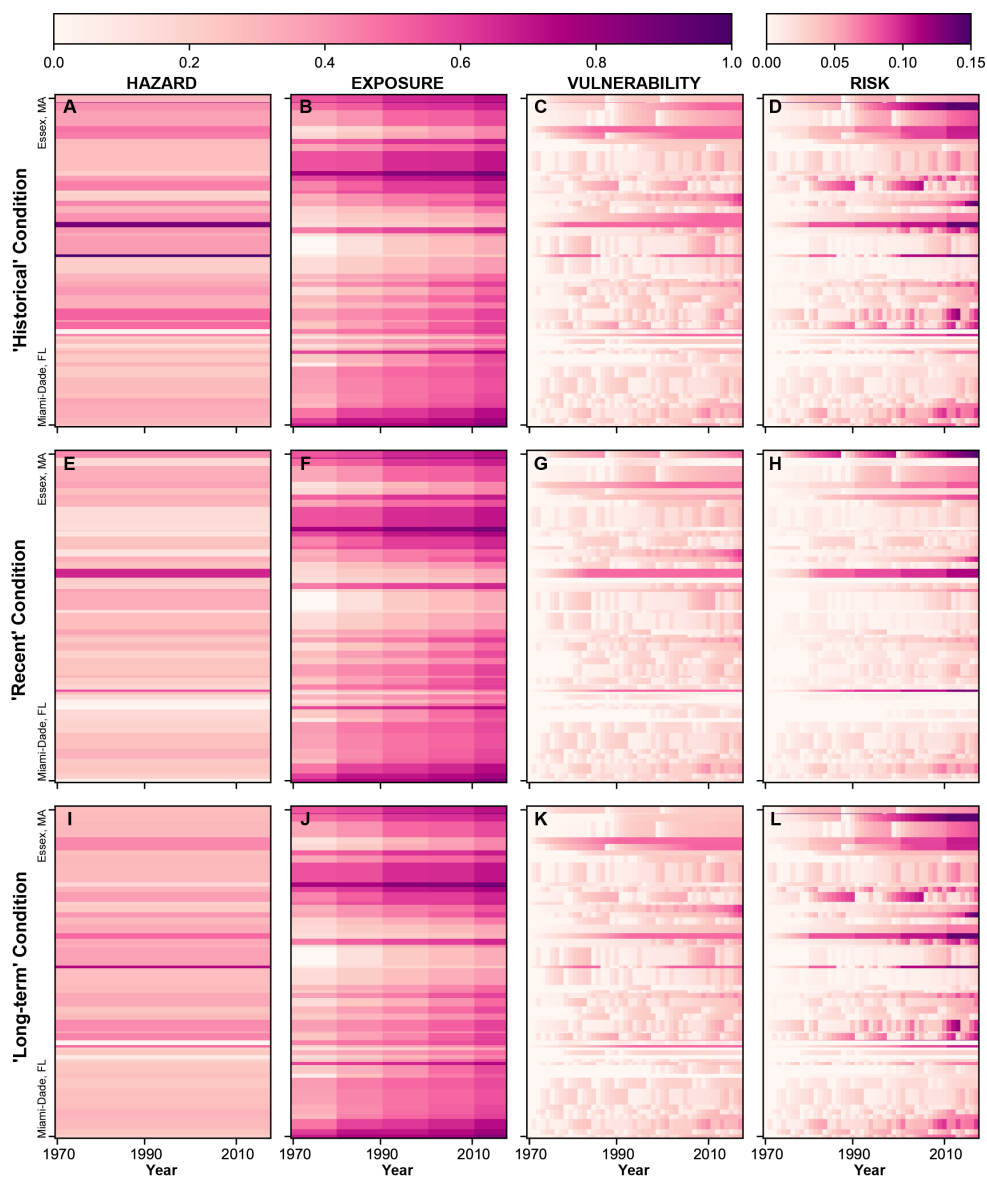 0.0 0.2 0.4 0.6 0.8 1.0 0.00 0.05 0.10 0.15
HAZARD EXPOSURE VULNERABILITY RISK
'Historical' Condition
Essex, MA
Miami-Dade, FL
A B C D
1970 1990 2010 1970 1990 2010 1970 1990 2010 1970 1990 2010
'Recent' Condition
Essex, MA
Miami-Dade, FL
E F G H
'Long-term' Condition
Essex, MA
Miami-Dade, FL
I J K L
Year Year Year Year